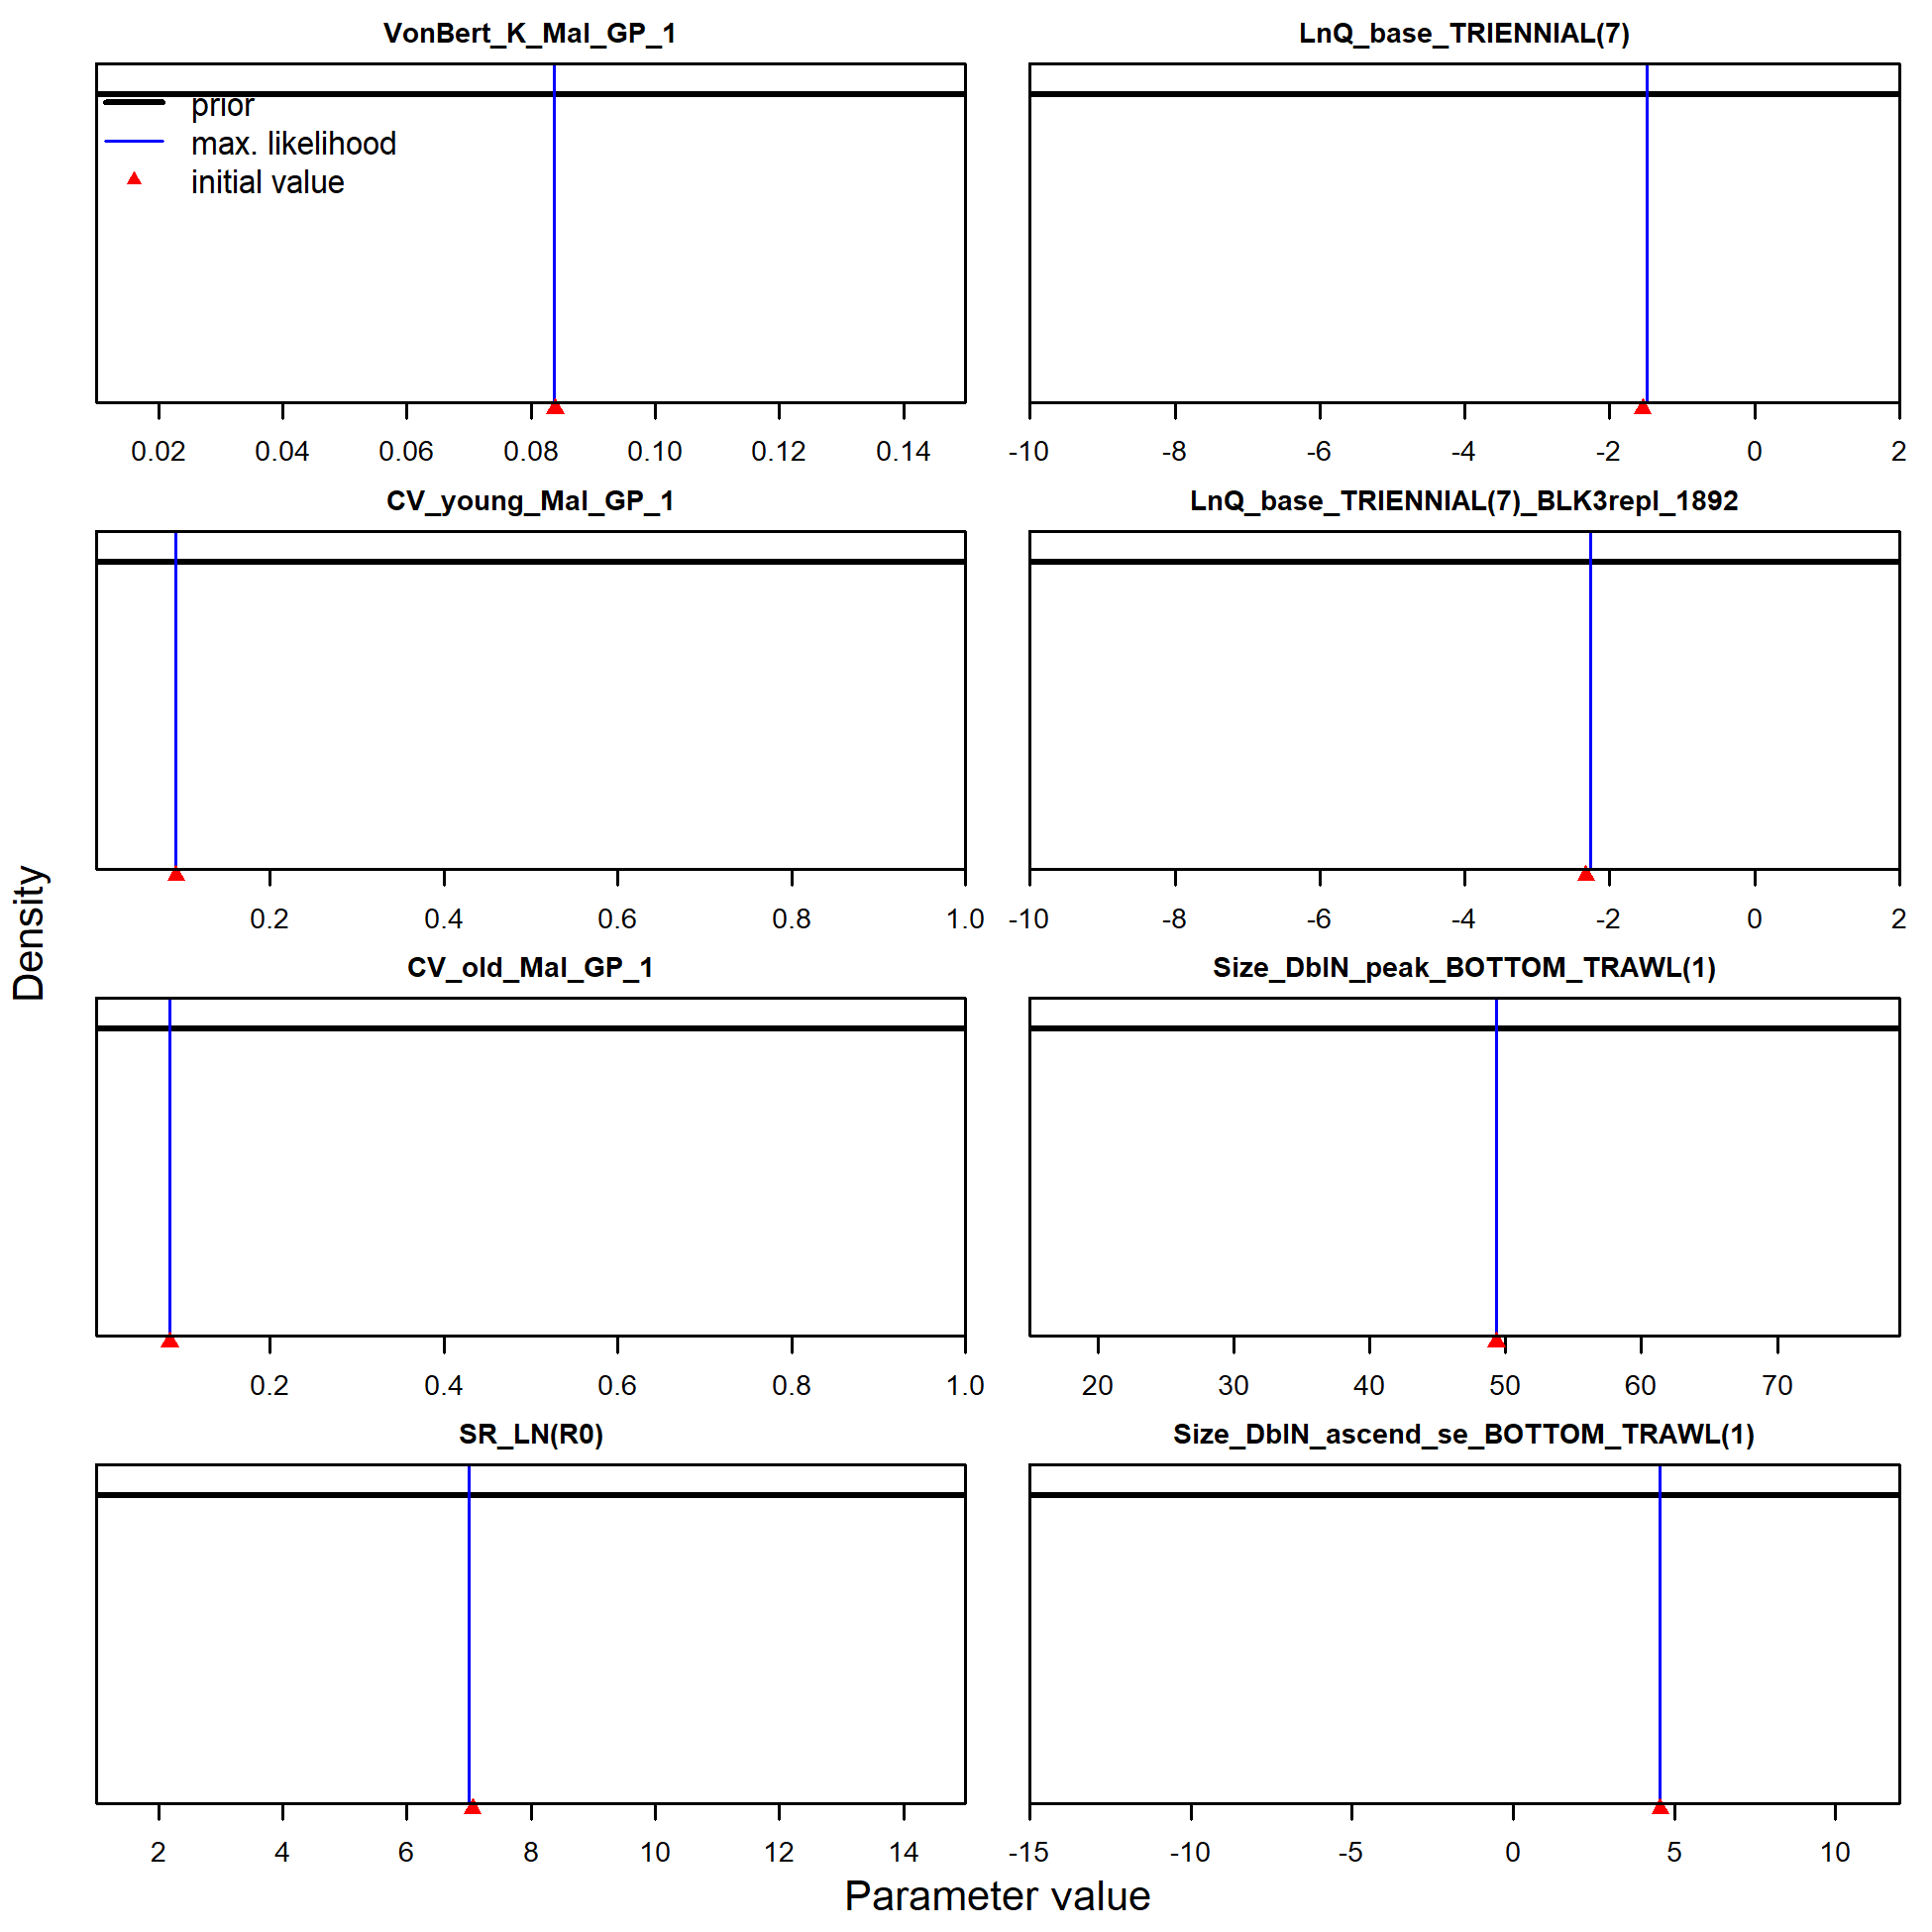 VonBert_K_Mal_GP_1
prior
max. likelihood
initial value
0.02 0.04 0.06 0.08 0.10 0.12 0.14
LnQ_base_TRIENNIAL(7)
-10 -8 -6 -4 -2 0 2
CV_young_Mal_GP_1
0.2 0.4 0.6 0.8 1.0
LnQ_base_TRIENNIAL(7)_BLK3repl_1892
-10 -8 -6 -4 -2 0 2
CV_old_Mal_GP_1
0.2 0.4 0.6 0.8 1.0
Size_DblN_peak_BOTTOM_TRAWL(1)
20 30 40 50 60 70
SR_LN(R0)
2 4 6 8 10 12 14
Size_DblN_ascend_se_BOTTOM_TRAWL(1)
-15 -10 -5 0 5 10
Density
Parameter value